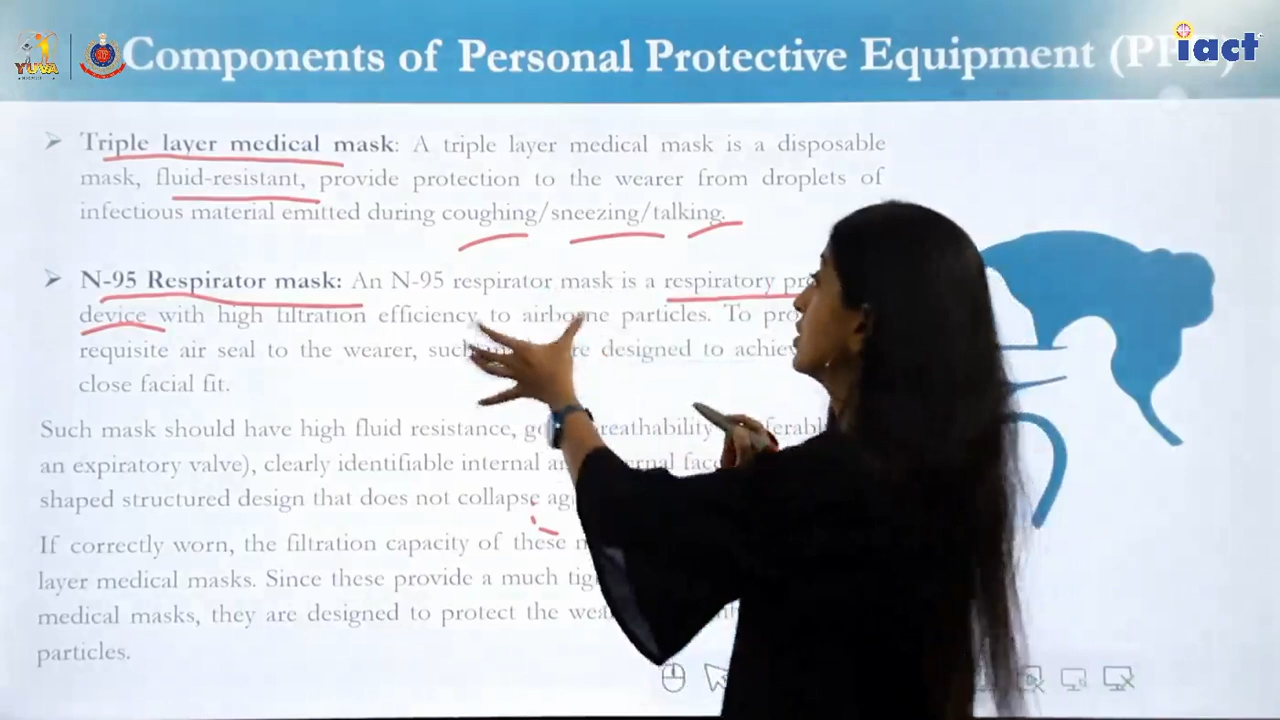 YUVA
iact
Components of Personal Protective Equipment (PPE)
➢ Triple layer medical mask: A triple layer medical mask is a disposable
mask, fluid-resistant, provide protection to the wearer from droplets of
infectious material emitted during coughing/sneezing/talking.
➢ N-95 Respirator mask: An N-95 respirator mask is a respiratory
device with high filtration efficiency to airborne particles. To
requisite air seal to the wearer, such designed to
close facial fit.
Such mask should have high fluid resistance, breathability
an expiratory valve), clearly identifiable internal
shaped structured design that does not collapse
If correctly worn, the filtration capacity of these
layer medical masks. Since these provide a much
medical masks, they are designed to protect the
particles.